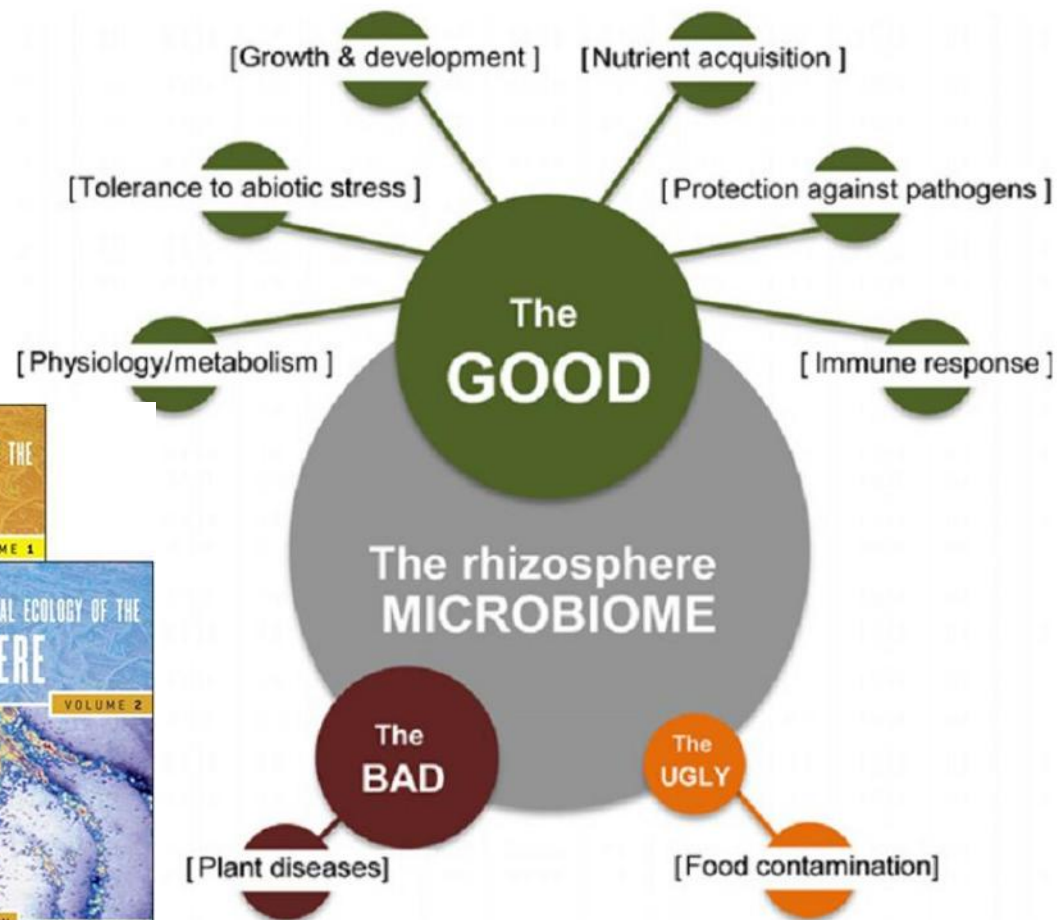 [Growth & development ]
[Nutrient acquisition ]
[Tolerance to abiotic stress ]
[Protection against pathogens ]
[Physiology/metabolism ]
[ Immune response ]
The
GOOD
The rhizosphere
MICROBIOME
The
BAD
The
UGLY
[Plant diseases]
[Food contamination]
THE
ME 1
AL ECOLOGY OF THE
ERE
VOLUME 2